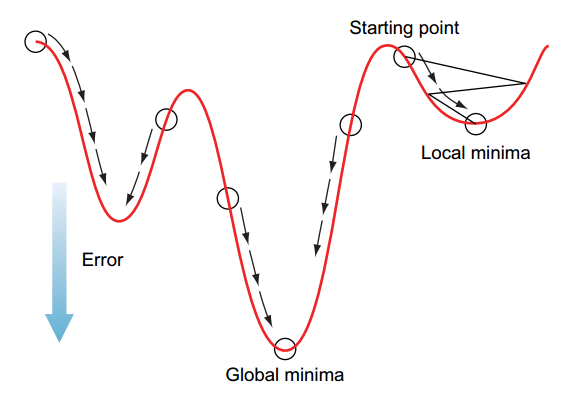 Starting point
Local minima
Error
Global minima